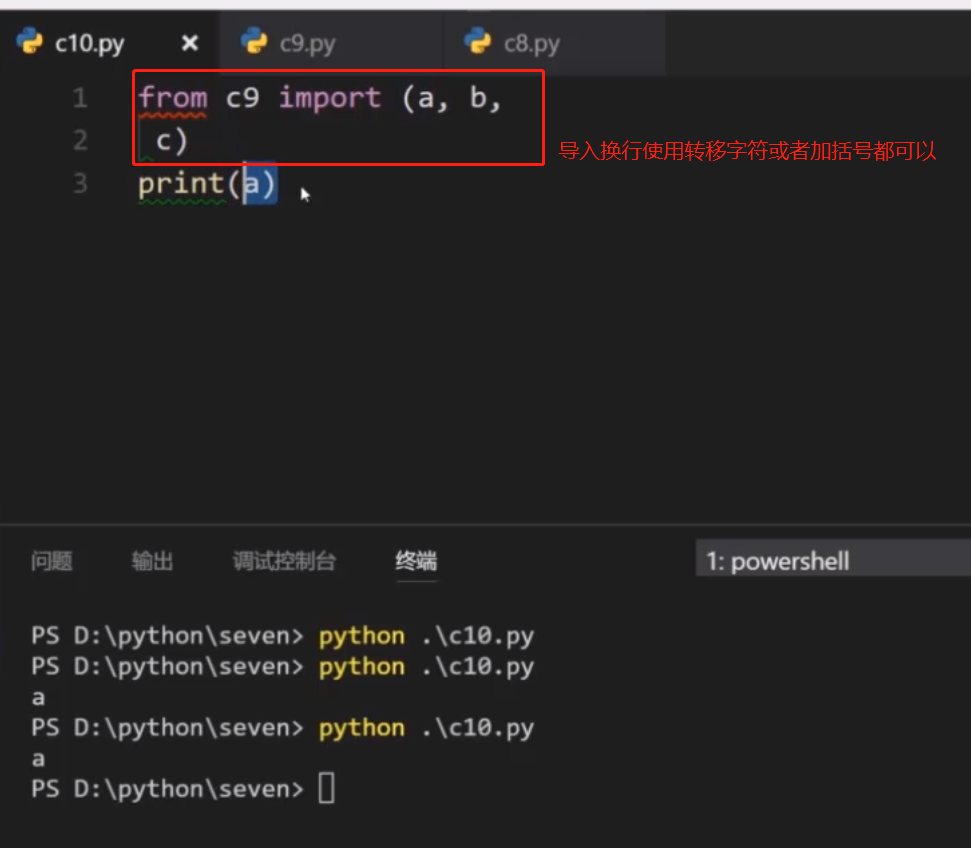 c10.py × c9.py c8.py
1 from c9 import (a, b,
2 c)
导入换行使用转移字符或者加括号都可以
3 print(a)
问题 输出 调试控制台 终端 1: powershell
PS D:\python\seven> python .\c10.py
PS D:\python\seven> python .\c10.py
a
PS D:\python\seven> python .\c10.py
a
PS D:\python\seven>